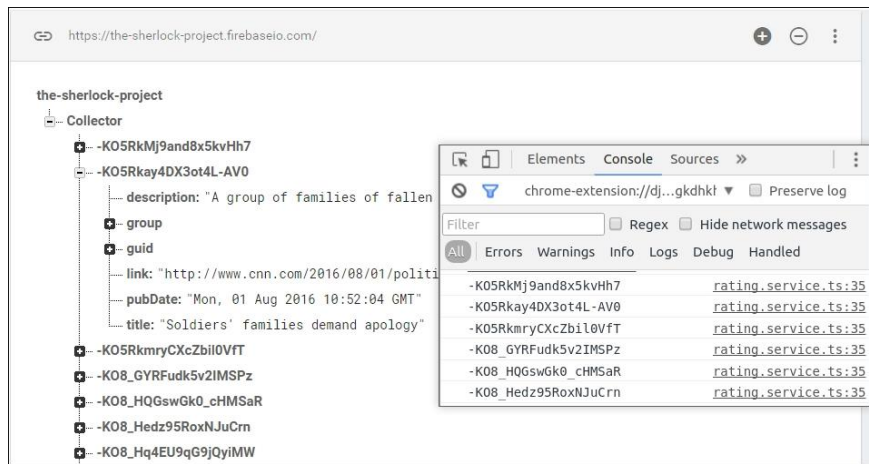 https://the-sherlock-project.firebaseio.com/
the-sherlock-project
Collector
-KO5RkMj9and8x5kvHh7
-KO5Rkay4DX3ot4L-AV0
description: "A group of families of fallen
group
guid
link: "http://www.cnn.com/2016/08/01/politi
pubDate: "Mon, 01 Aug 2016 10:52:04 GMT"
title: "Soldiers' families demand apology"
-KO5RkmryCXcZbil0VfT
-KO8_GYRFudk5v2IMSPz
-KO8_HQGswGk0_cHMSaR
-KO8_Hedz95RoxNJuCrn
-KO8_Hq4EU9qG9jQyiMW
Elements Console Sources »
chrome-extension://dj…gkdhkl ▼ Preserve log
Filter Regex Hide network messages
All Errors Warnings Info Logs Debug Handled
-KO5RkMj9and8x5kvHh7 rating.service.ts:35
-KO5Rkay4DX3ot4L-AV0 rating.service.ts:35
-KO5RkmryCXcZbil0VfT rating.service.ts:35
-KO8_GYRFudk5v2IMSPz rating.service.ts:35
-KO8_HQGswGk0_cHMSaR rating.service.ts:35
-KO8_Hedz95RoxNJuCrn rating.service.ts:35